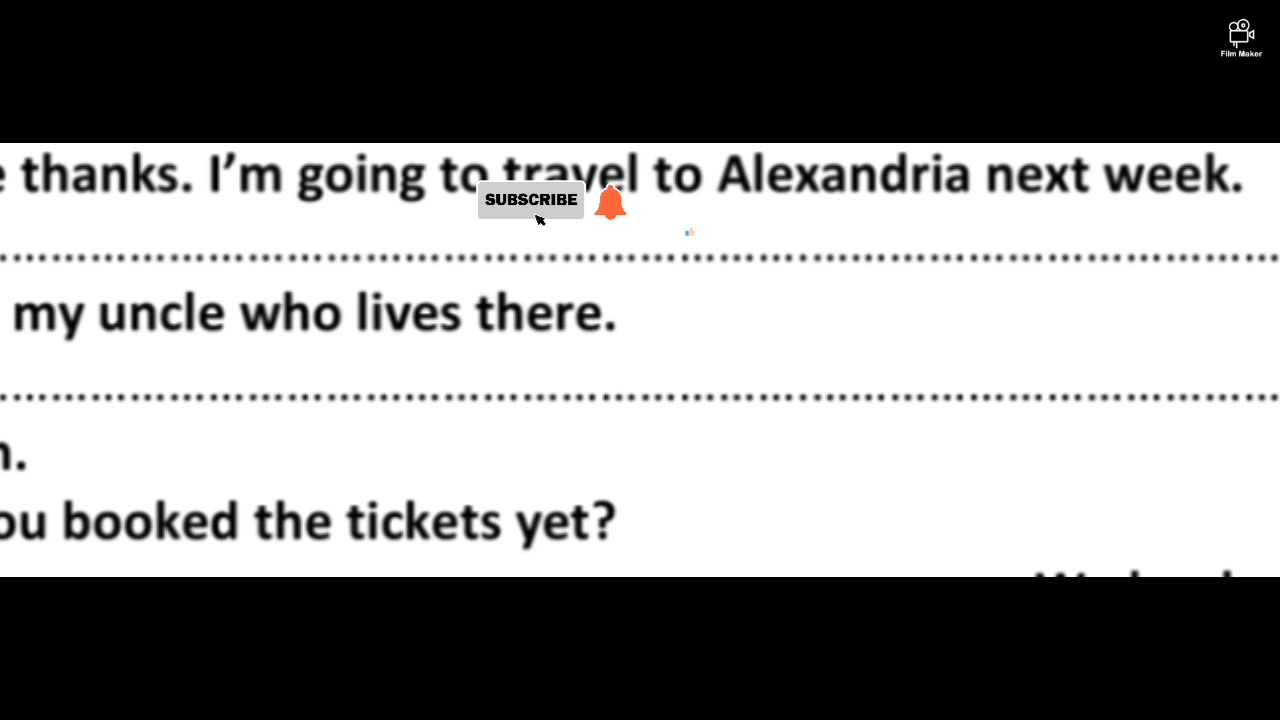 Film Maker
thanks. I'm going to travel to Alexandria next week.
SUBSCRIBE
my uncle who lives there.
booked the tickets yet?